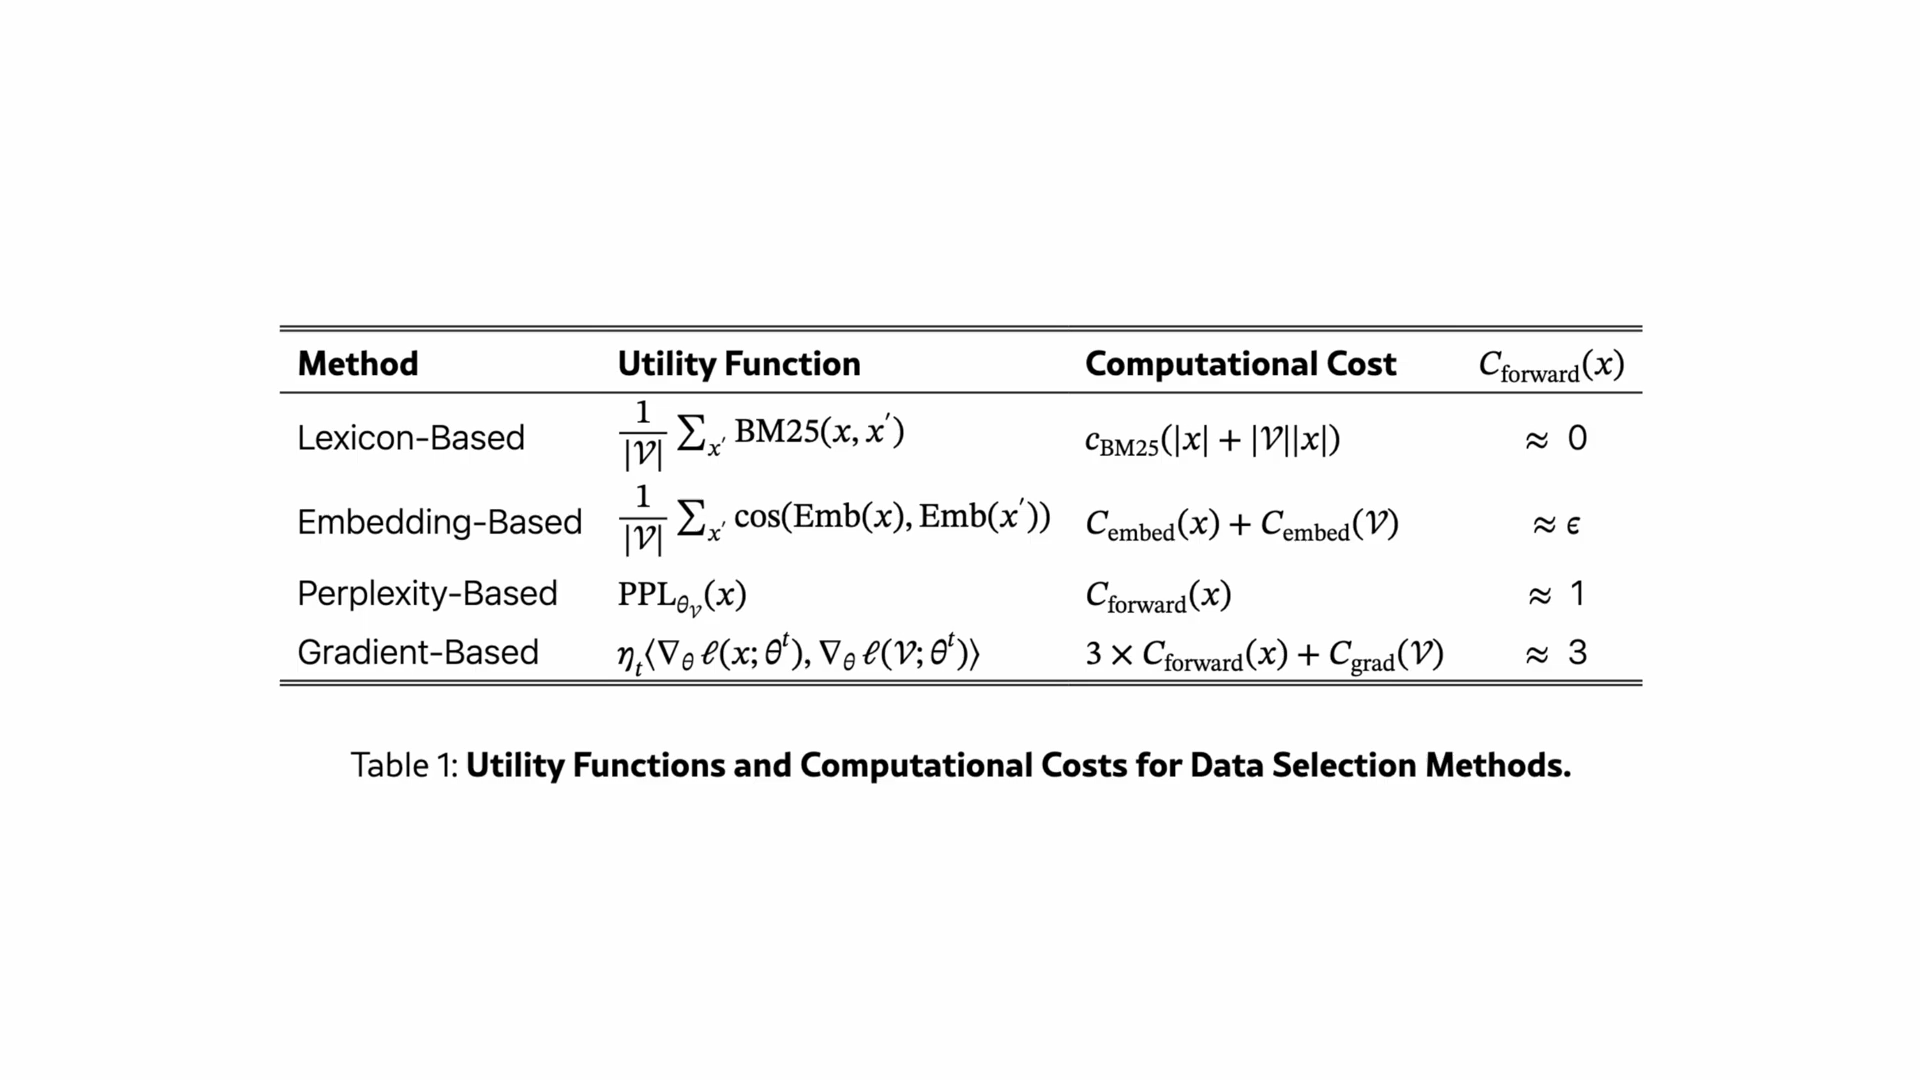 Method Utility Function Computational Cost C_forward(x)
Lexicon-Based 1/|𝒱| ∑_x′ BM25(x, x′) c_BM25(|x| + |𝒱||x|) ≈ 0
Embedding-Based 1/|𝒱| ∑_x′ cos(Emb(x), Emb(x′)) C_embed(x) + C_embed(𝒱) ≈ ϵ
Perplexity-Based PPL_θ_𝒱(x) C_forward(x) ≈ 1
Gradient-Based η_t⟨∇_θ ℓ(x; θ^t), ∇_θ ℓ(𝒱; θ^t)⟩ 3 × C_forward(x) + C_grad(𝒱) ≈ 3
Table 1: Utility Functions and Computational Costs for Data Selection Methods.